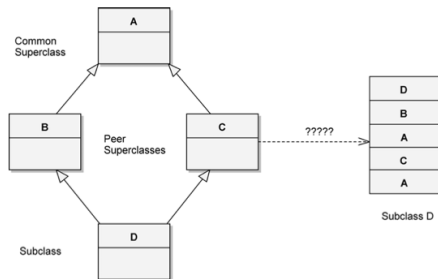 A
Common
Superclass
B
Peer
Superclasses
C
?????
D
B
A
C
A
Subclass D
Subclass
D